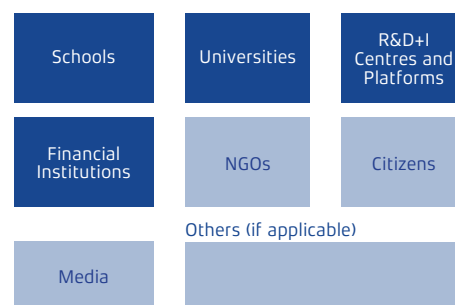 Schools
Universities
R&D+I
Centres and
Platforms
Financial
Institutions
NGOs
Citizens
Others (if applicable)
Media